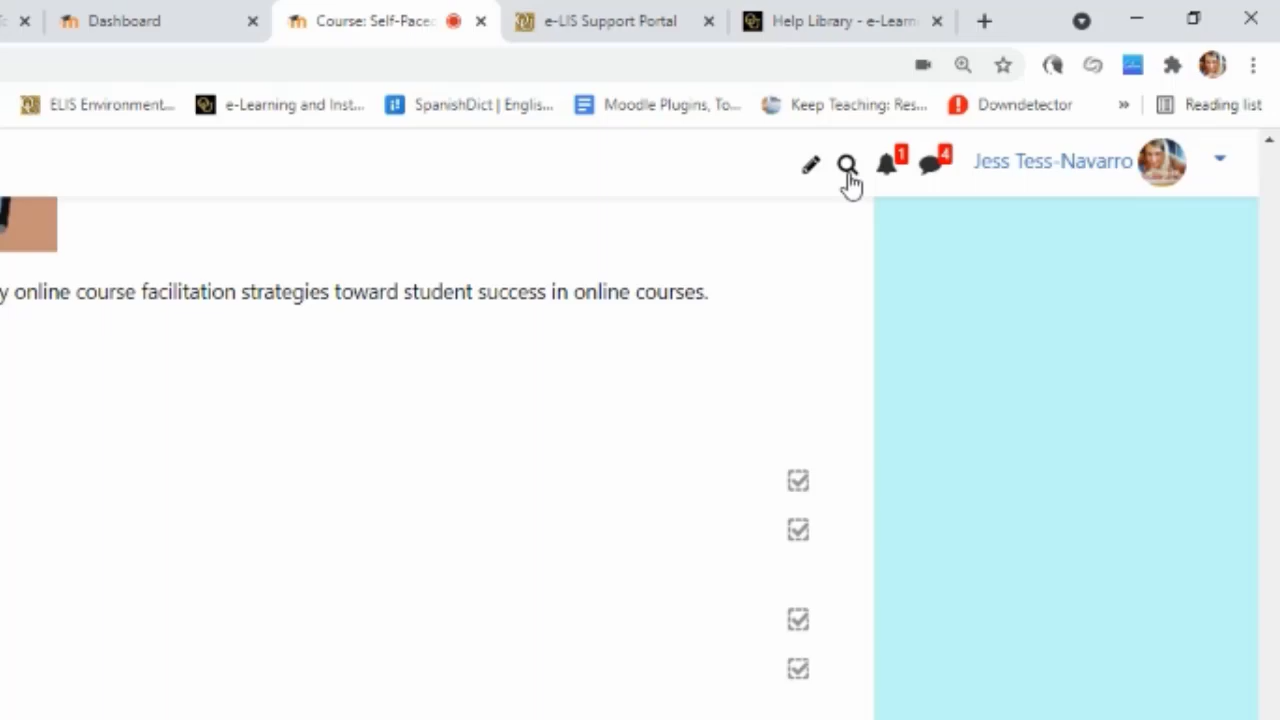 Dashboard
Course: Self-Pace
e-LIS Support Portal
Help Library - e-Learn
ELIS Environment...
e-Learning and Inst...
SpanishDict | Englis...
Moodle Plugins, To...
Keep Teaching: Res...
Downdetector
»
Reading list
1
4
Jess Tess-Navarro
y online course facilitation strategies toward student success in online courses.